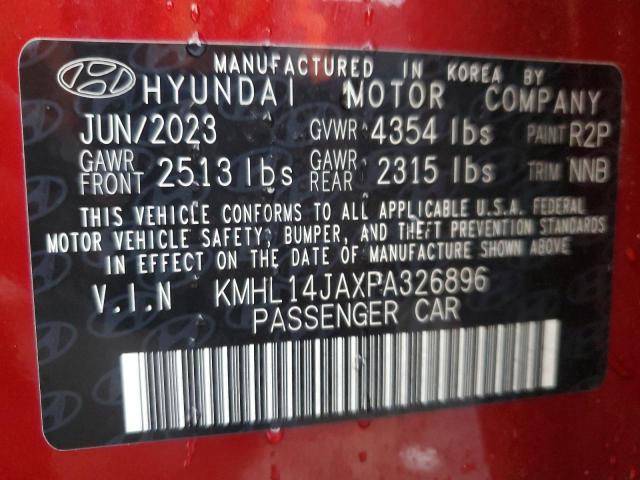 MANUFACTURED IN KOREA BY
HYUNDAI MOTOR COMPANY
JUN/2023 GVWR 4354 lbs PAINT R2P
GAWR FRONT 2513 lbs GAWR REAR 2315 lbs TRIM NNB
THIS VEHICLE CONFORMS TO ALL APPLICABLE U.S.A. FEDERAL
MOTOR VEHICLE SAFETY, BUMPER, AND THEFT PREVENTION STANDARDS
IN EFFECT ON THE DATE OF MANUFACTURE SHOWN ABOVE
V.I.N KMHL14JAXPA326896
PASSENGER CAR